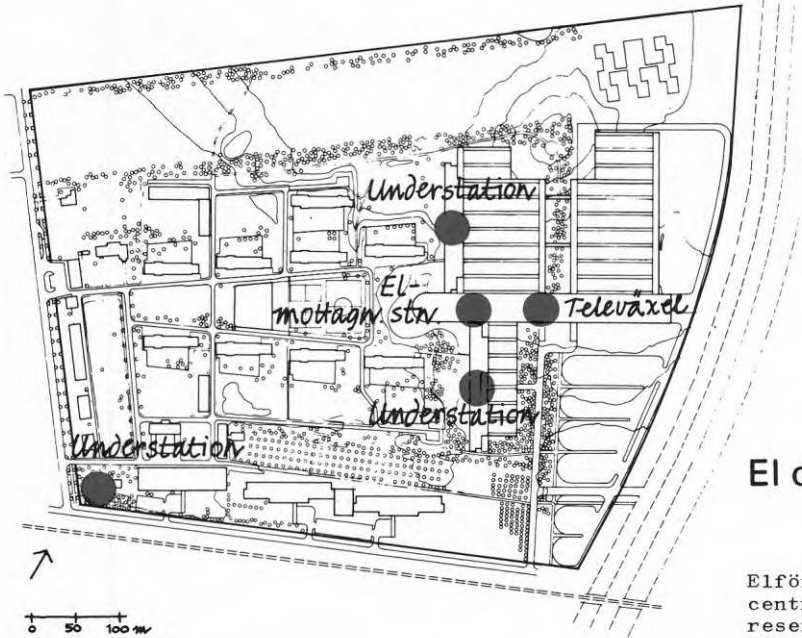 Understation
El-
mottagn. stn.
Televäxel
Understation
Understation
El
0 50 100 m
Elför
centr
reser